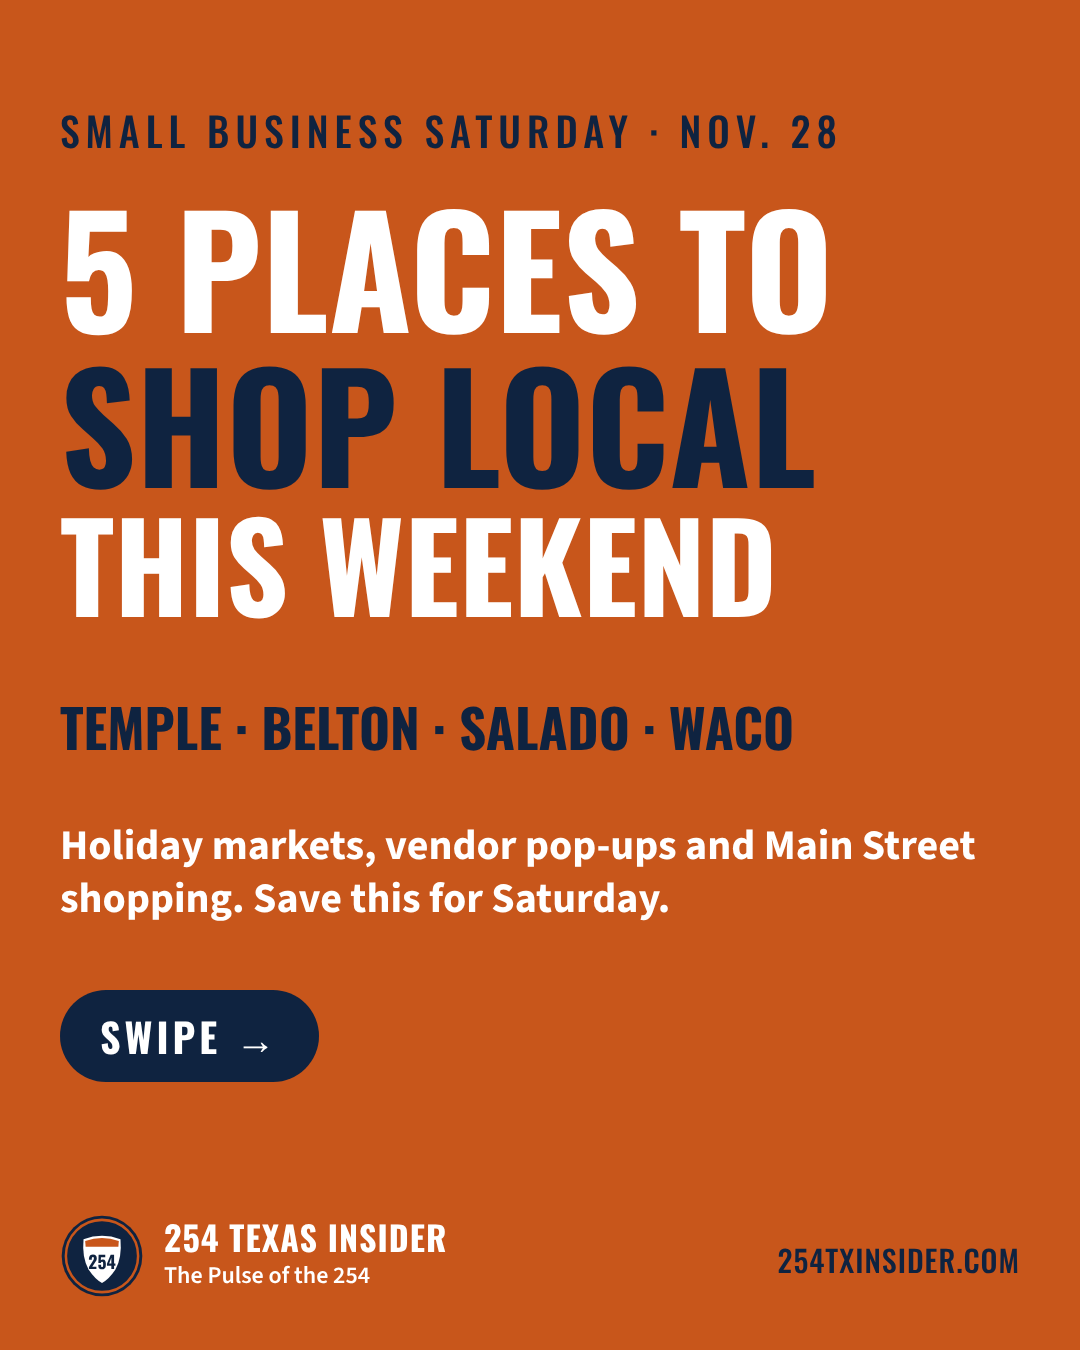 SMALL BUSINESS SATURDAY · NOV. 28
5 PLACES TO
SHOP LOCAL
THIS WEEKEND
TEMPLE · BELTON · SALADO · WACO
Holiday markets, vendor pop-ups and Main Street
shopping. Save this for Saturday.
SWIPE →
254
254 TEXAS INSIDER
The Pulse of the 254
254TXINSIDER.COM